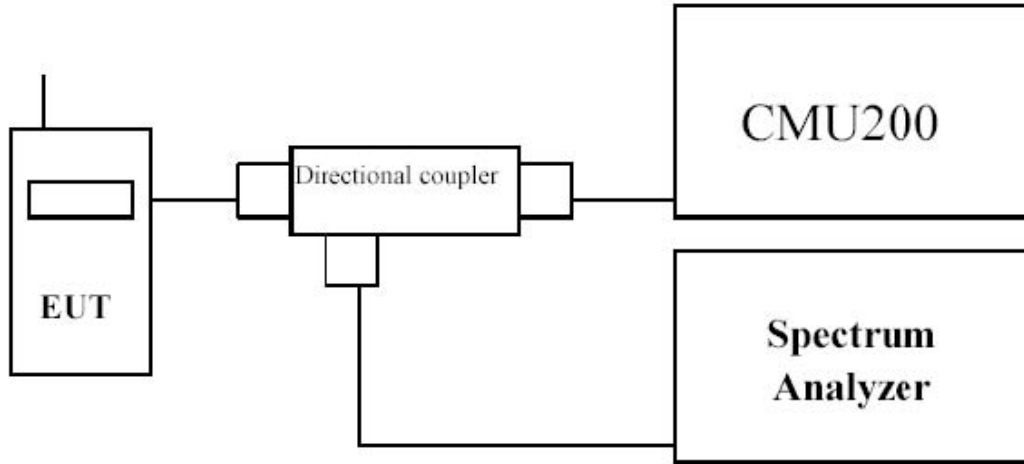 CMU200
Directional coupler
EUT
Spectrum
Analyzer